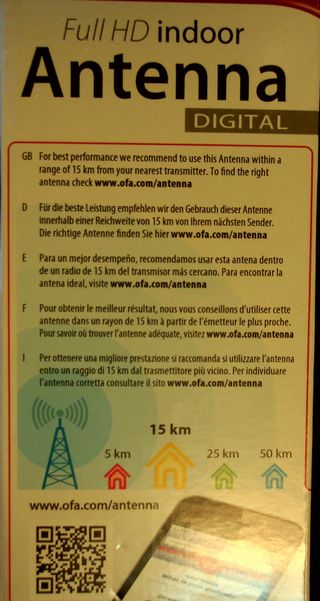 Full HD indoor
Antenna
DIGITAL
GB For best performance we recommend to use this Antenna within a
range of 15 km from your nearest transmitter. To find the right
antenna check www.ofa.com/antenna
D Für die beste Leistung empfehlen wir den Gebrauch dieser Antenne
innerhalb einer Reichweite von 15 km von Ihrem nächsten Sender.
Die richtige Antenne finden Sie hier www.ofa.com/antenna
E Para un mejor desempeño, recomendamos usar esta antena dentro
de un radio de 15 km del transmisor más cercano. Para encontrar la
antena ideal, visite www.ofa.com/antenna
F Pour obtenir le meilleur résultat, nous vous conseillons d'utiliser cette
antenne dans un rayon de 15 km à partir de l'émetteur le plus proche.
Pour savoir où trouver l'antenne adéquate, visitez www.ofa.com/antenna
I Per ottenere una migliore prestazione si raccomanda si utilizzare l'antenna
entro un raggio di 15 km dal trasmettitore più vicino. Per individuare
l'antenna corretta consultare il sito www.ofa.com/antenna
15 km
5 km 25 km 50 km
www.ofa.com/antenna